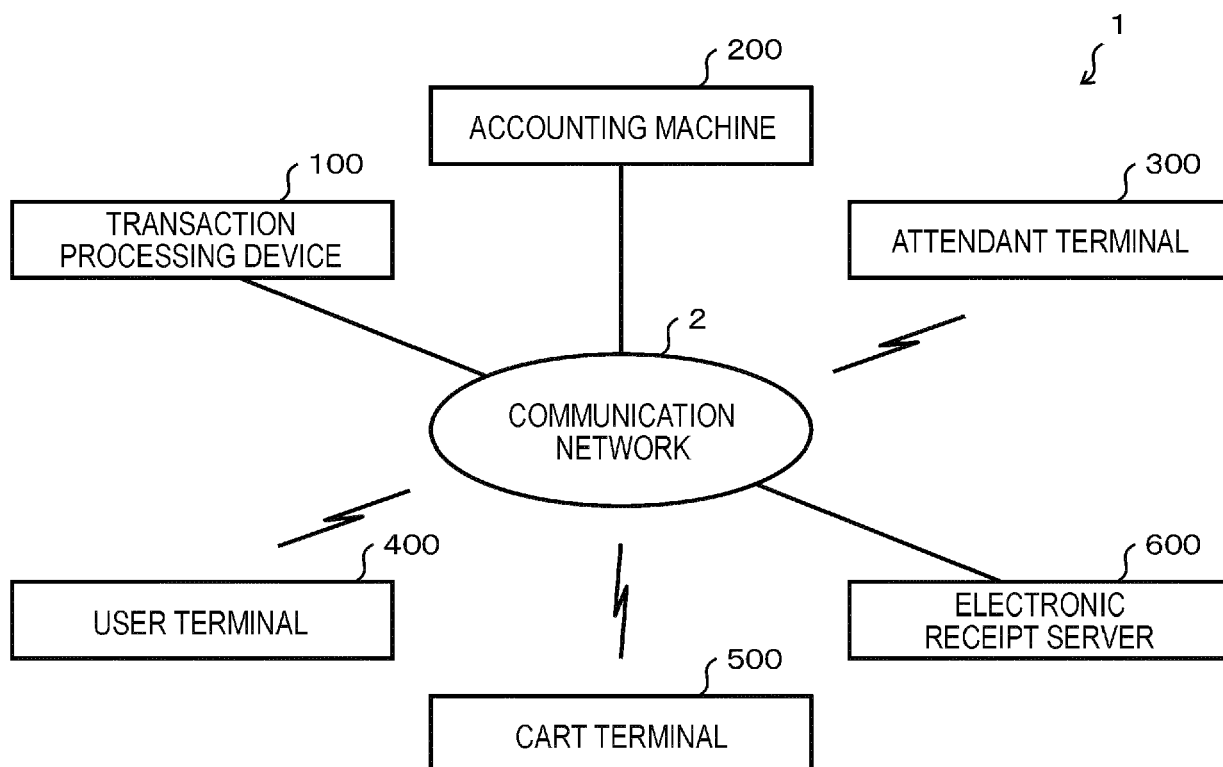 1
200
ACCOUNTING MACHINE
100
TRANSACTION
PROCESSING DEVICE
300
ATTENDANT TERMINAL
2
COMMUNICATION
NETWORK
400
USER TERMINAL
600
ELECTRONIC
RECEIPT SERVER
500
CART TERMINAL